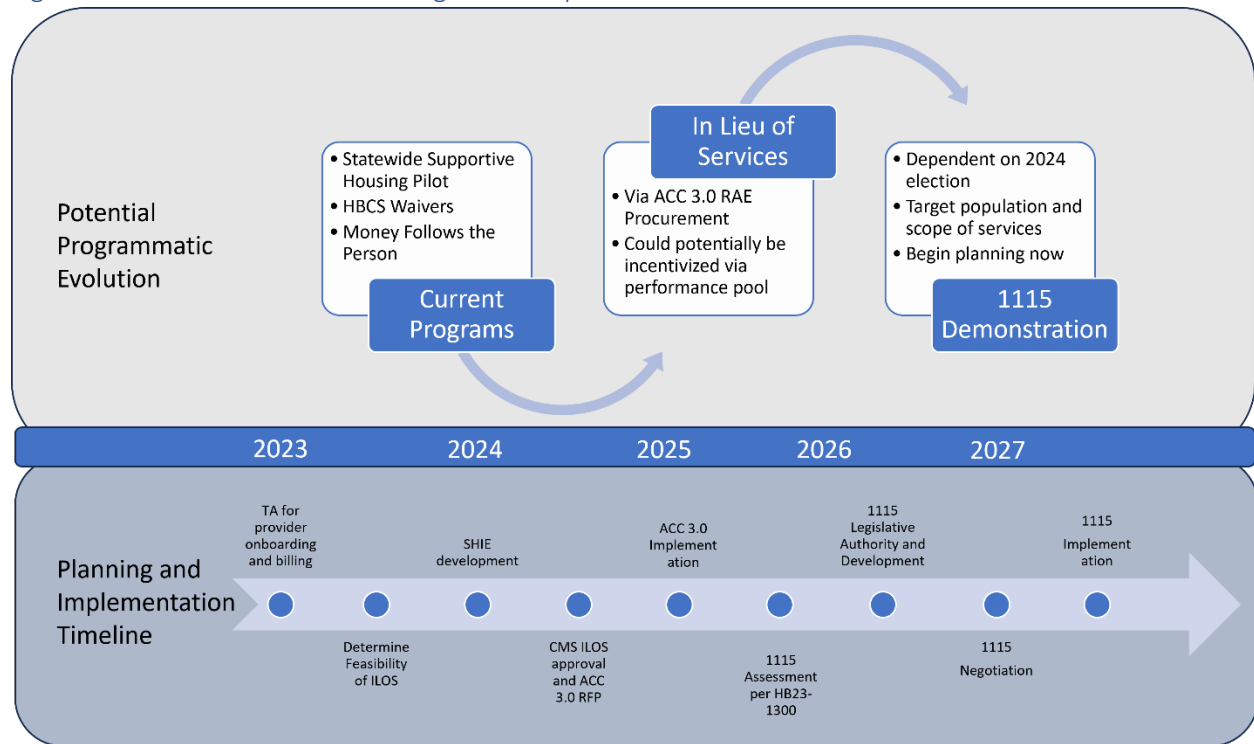 Potential
Programmatic
Evolution
• Statewide Supportive
Housing Pilot
• HBCS Waivers
• Money Follows the
Person
Current
Programs
In Lieu of
Services
• Via ACC 3.0 RAE
Procurement
• Could potentially be
incentivized via
performance pool
• Dependent on 2024
election
• Target population and
scope of services
• Begin planning now
1115
Demonstration
2023
2024
2025
2026
2027
Planning and
Implementation
Timeline
TA for
provider
onboarding
and billing
Determine
Feasibility
of ILOS
SHIE
development
CMS ILOS
approval
and ACC
3.0 RFP
ACC 3.0
Implement
ation
1115
Assessment
per HB23-
1300
1115
Legislative
Authority and
Development
1115
Negotiation
1115
Implement
ation